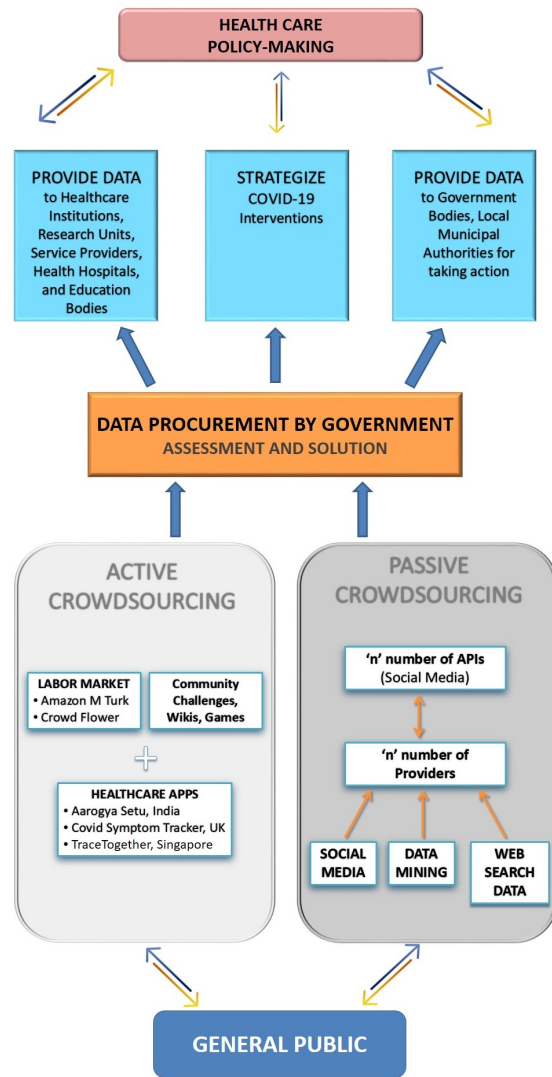 HEALTH CARE
POLICY-MAKING
PROVIDE DATA
to Healthcare
Institutions,
Research Units,
Service Providers,
Health Hospitals,
and Education
Bodies
STRATEGIZE
COVID-19
Interventions
PROVIDE DATA
to Government
Bodies, Local
Municipal
Authorities for
taking action
DATA PROCUREMENT BY GOVERNMENT
ASSESSMENT AND SOLUTION
ACTIVE
CROWDSOURCING
LABOR MARKET
• Amazon M Turk
• Crowd Flower
Community
Challenges,
Wikis, Games
+
HEALTHCARE APPS
• Aarogya Setu, India
• Covid Symptom Tracker, UK
• TraceTogether, Singapore
PASSIVE
CROWDSOURCING
‘n’ number of APIs
(Social Media)
‘n’ number of
Providers
SOCIAL
MEDIA
DATA
MINING
WEB
SEARCH
DATA
GENERAL PUBLIC